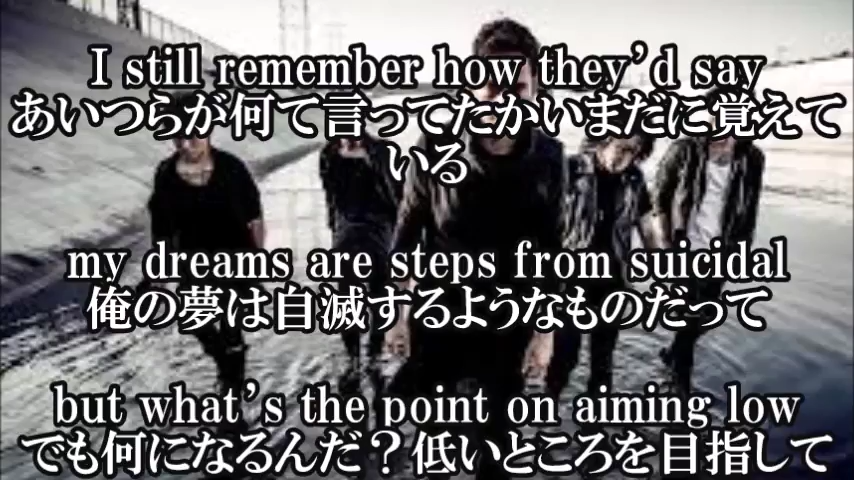 I still remember how they’d say
あいつらが何て言ってたかいまだに覚えて
いる
my dreams are steps from suicidal
俺の夢は自滅するようなものだって
but what’s the point on aiming low
でも何になるんだ？低いところを目指して